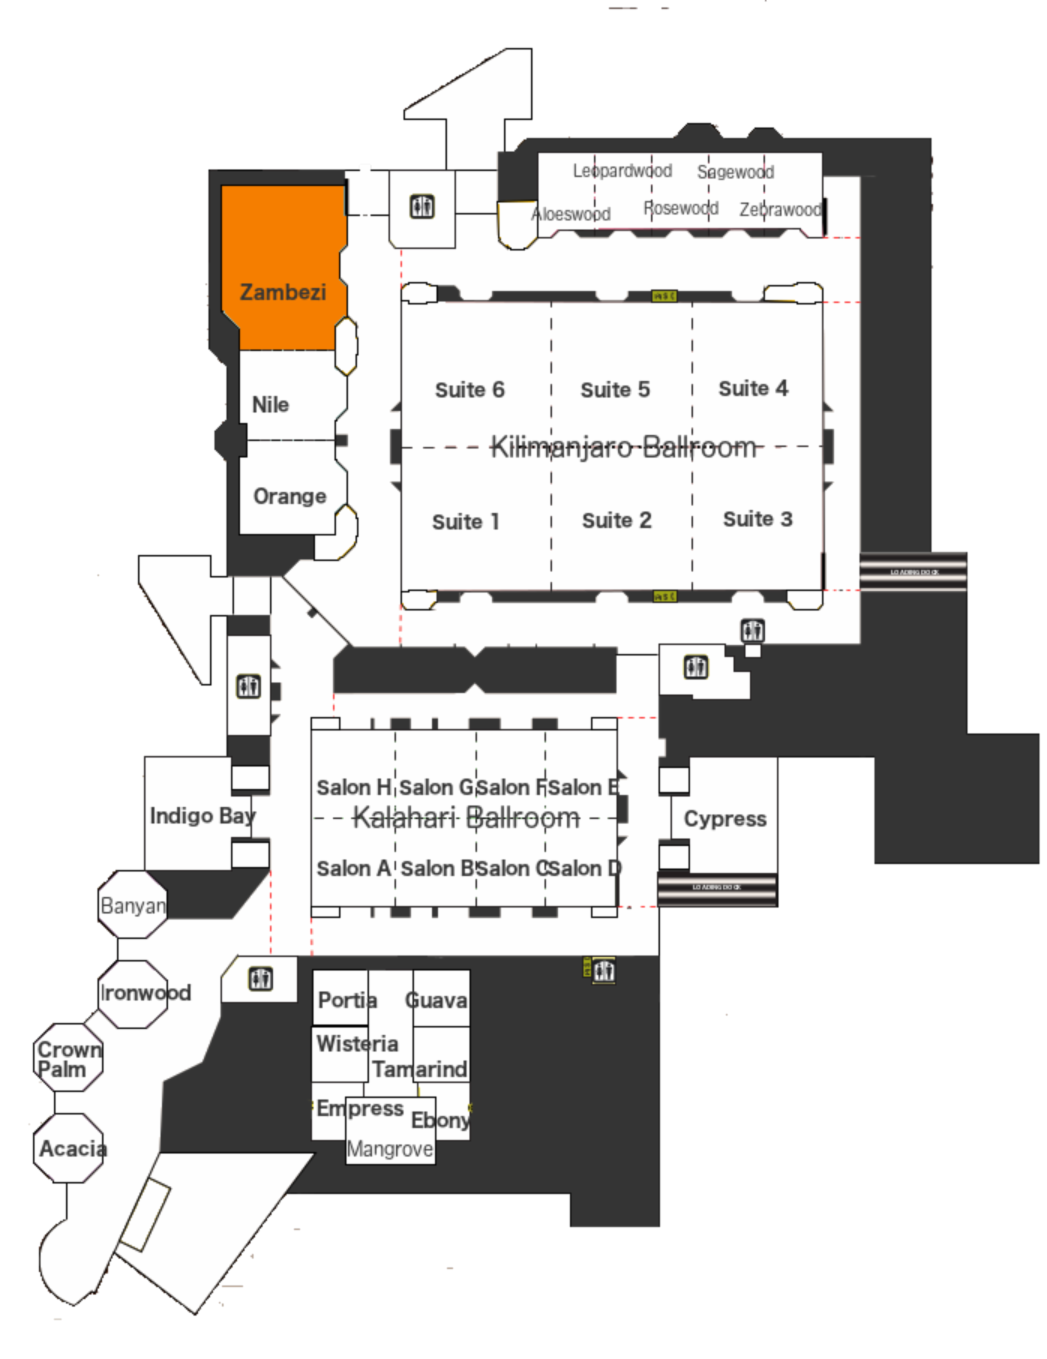 Leopardwood
Sagewood
Aloeswood
Rosewood
Zebrawood
Zambezi
Suite 6
Suite 5
Suite 4
Nile
Kilimanjaro Ballroom
Orange
Suite 1
Suite 2
Suite 3
LOADING DOCK
Salon H
Salon G
Salon F
Salon E
Indigo Bay
Kalahari Ballroom
Cypress
Salon A
Salon B
Salon C
Salon D
LOADING DOCK
Banyan
Ironwood
Portia
Guava
Crown
Palm
Wisteria
Tamarind
Empress
Ebony
Acacia
Mangrove